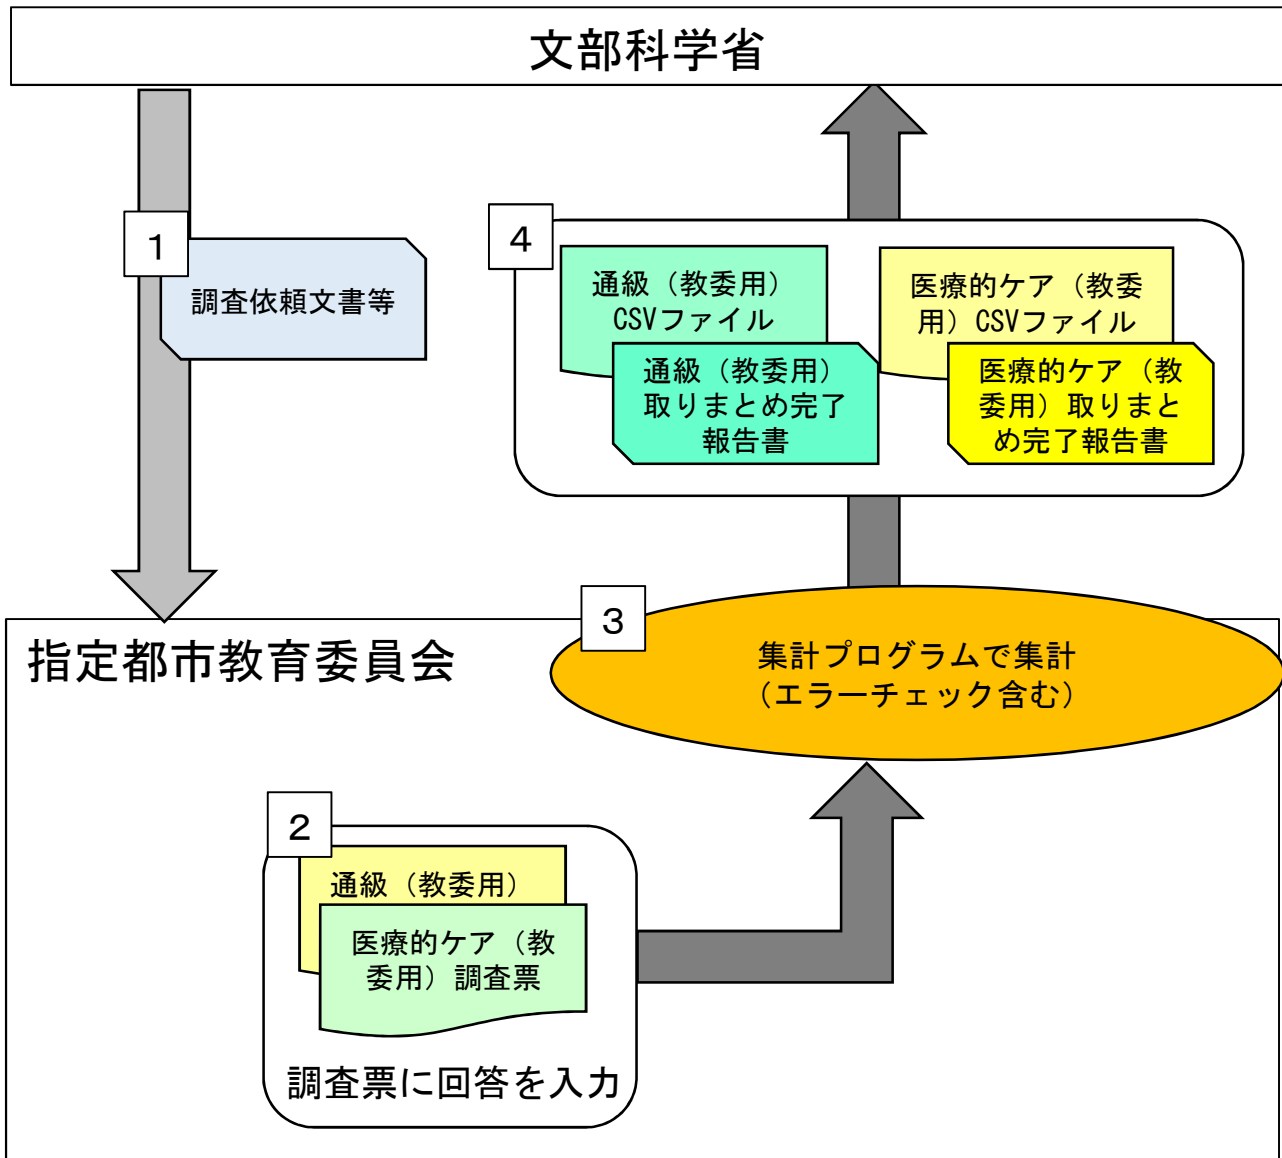 文部科学省
1
調査依頼文書等
4
通級（教委用）
CSVファイル
通級（教委用）
取りまとめ完了
報告書
医療的ケア（教委
用）CSVファイル
医療的ケア（教
委用）取りまと
め完了報告書
指定都市教育委員会
3
集計プログラムで集計
（エラーチェック含む）
2
通級（教委用）
医療的ケア（教
委用）調査票
調査票に回答を入力